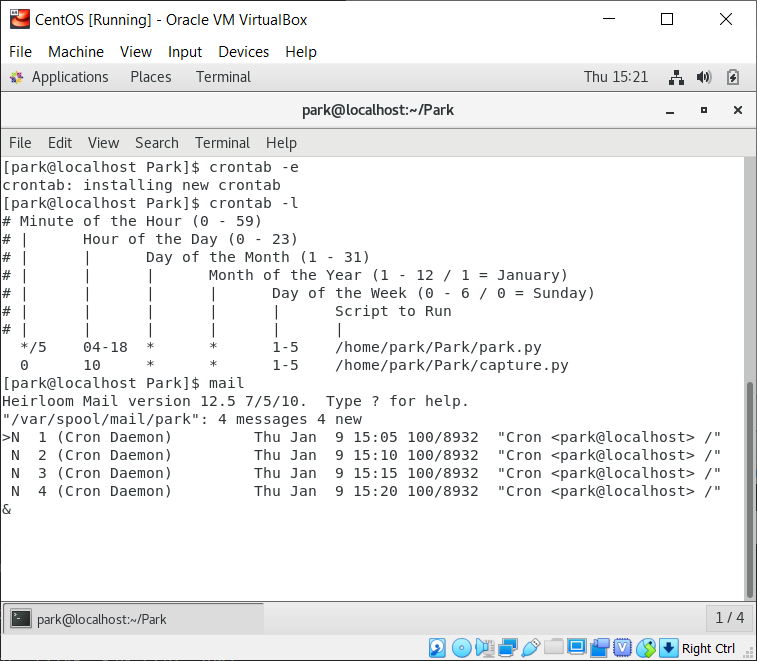 CentOS [Running] - Oracle VM VirtualBox
File Machine View Input Devices Help
Applications Places Terminal Thu 15:21
park@localhost:~/Park
File Edit View Search Terminal Help
[park@localhost Park]$ crontab -e
crontab: installing new crontab
[park@localhost Park]$ crontab -l
# Minute of the Hour (0 - 59)
# |      Hour of the Day (0 - 23)
# |      |      Day of the Month (1 - 31)
# |      |      |      Month of the Year (1 - 12 / 1 = January)
# |      |      |      |      Day of the Week (0 - 6 / 0 = Sunday)
# |      |      |      |      |      Script to Run
# |      |      |      |      |      |
  */5    04-18  *      *      1-5    /home/park/Park/park.py
  0      10     *      *      1-5    /home/park/Park/capture.py
[park@localhost Park]$ mail
Heirloom Mail version 12.5 7/5/10.  Type ? for help.
"/var/spool/mail/park": 4 messages 4 new
>N  1 (Cron Daemon)         Thu Jan  9 15:05 100/8932  "Cron <park@localhost> /"
 N  2 (Cron Daemon)         Thu Jan  9 15:10 100/8932  "Cron <park@localhost> /"
 N  3 (Cron Daemon)         Thu Jan  9 15:15 100/8932  "Cron <park@localhost> /"
 N  4 (Cron Daemon)         Thu Jan  9 15:20 100/8932  "Cron <park@localhost> /"
&
park@localhost:~/Park 1 / 4
Right Ctrl